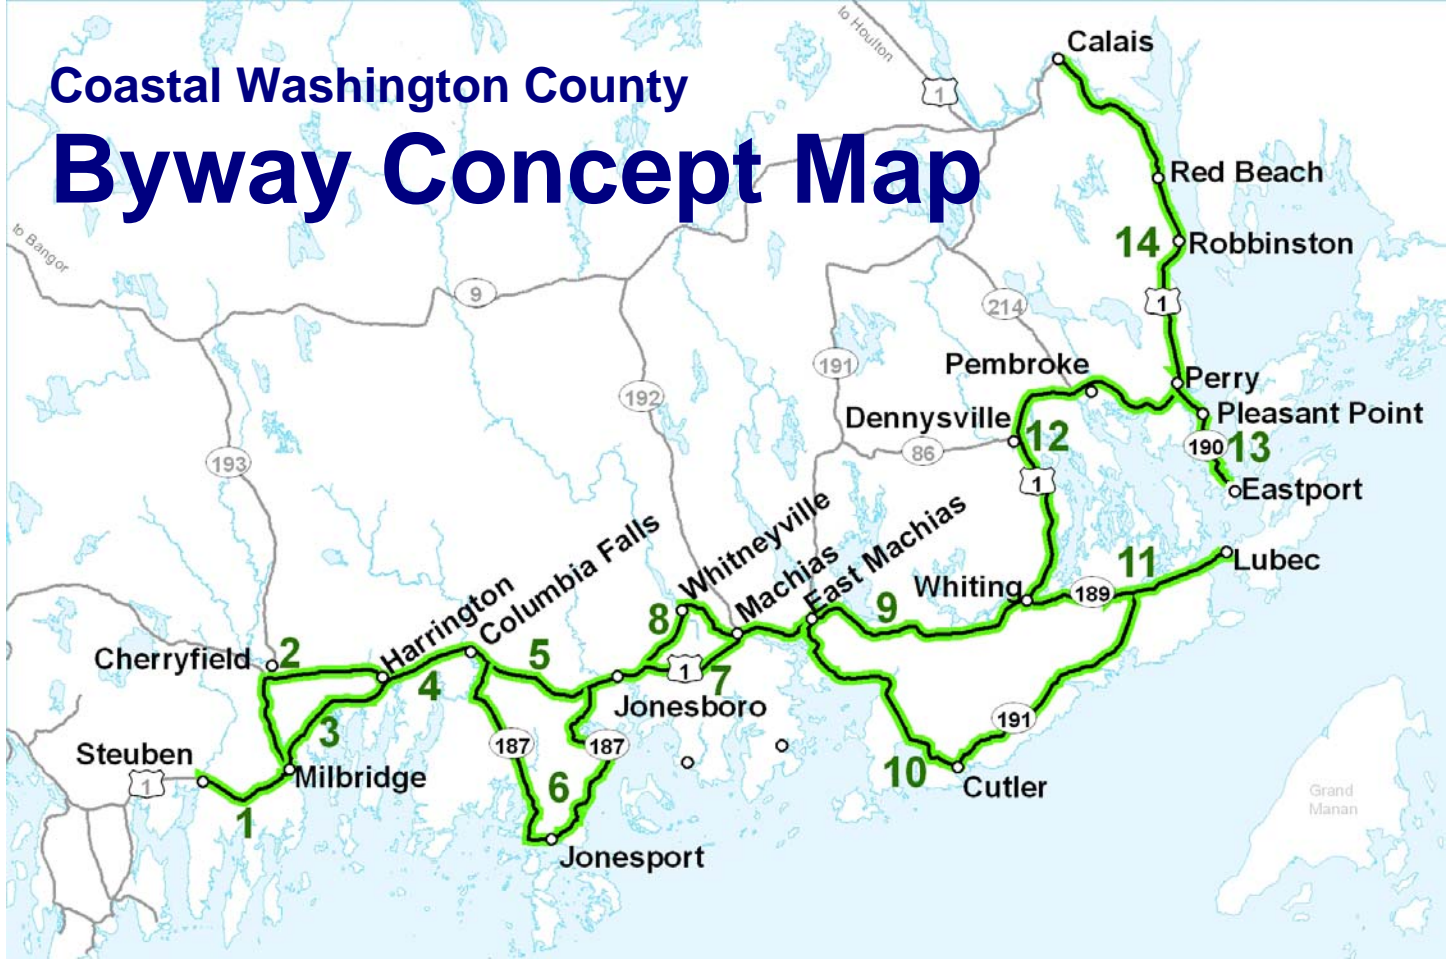 Coastal Washington County
Byway Concept Map
to Houlton
1
Calais
Red Beach
14
Robbinston
1
to Bangor
9
214
191
192
193
Pembroke
Perry
Dennysville
12
Pleasant Point
86
190
13
1
Eastport
Whitneyville
Machias
East Machias
Columbia Falls
Harrington
Whiting
189
11
Lubec
Cherryfield
2
8
9
5
4
1
7
Jonesboro
3
Steuben
1
Milbridge
187
187
191
6
10
Cutler
1
Jonesport
Grand
Manan